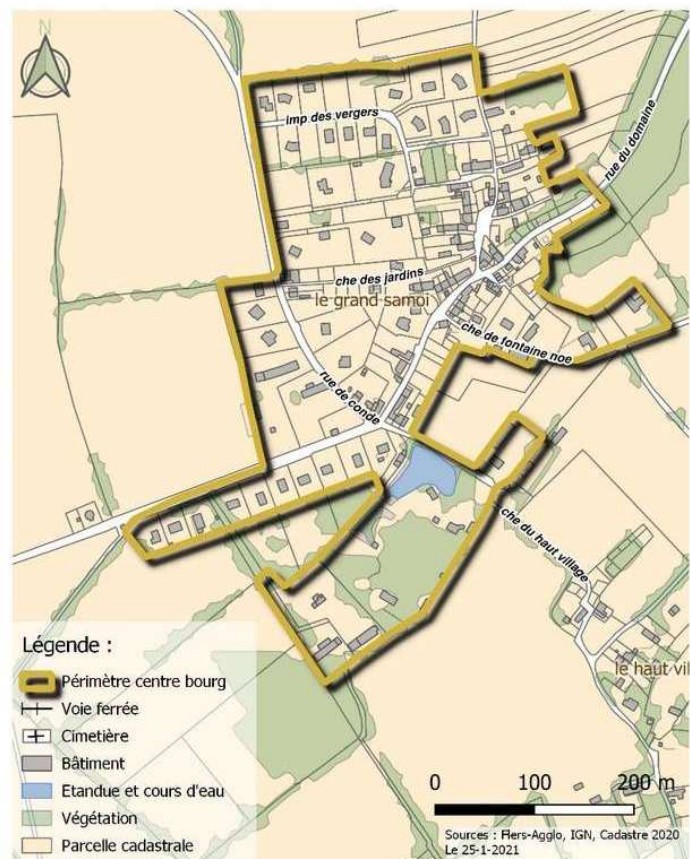 N
imp des vergers
rue du domaine
che des jardins
le grand samoi
che de fontaine noe
rue de conde
che du haut village
le haut vil
Légende :
Périmètre centre bourg
Voie ferrée
Cimetière
Bâtiment
Etandue et cours d'eau
Végétation
Parcelle cadastrale
0 100 200 m
Sources : Flers-Agglo, IGN, Cadastre 2020
Le 25-1-2021